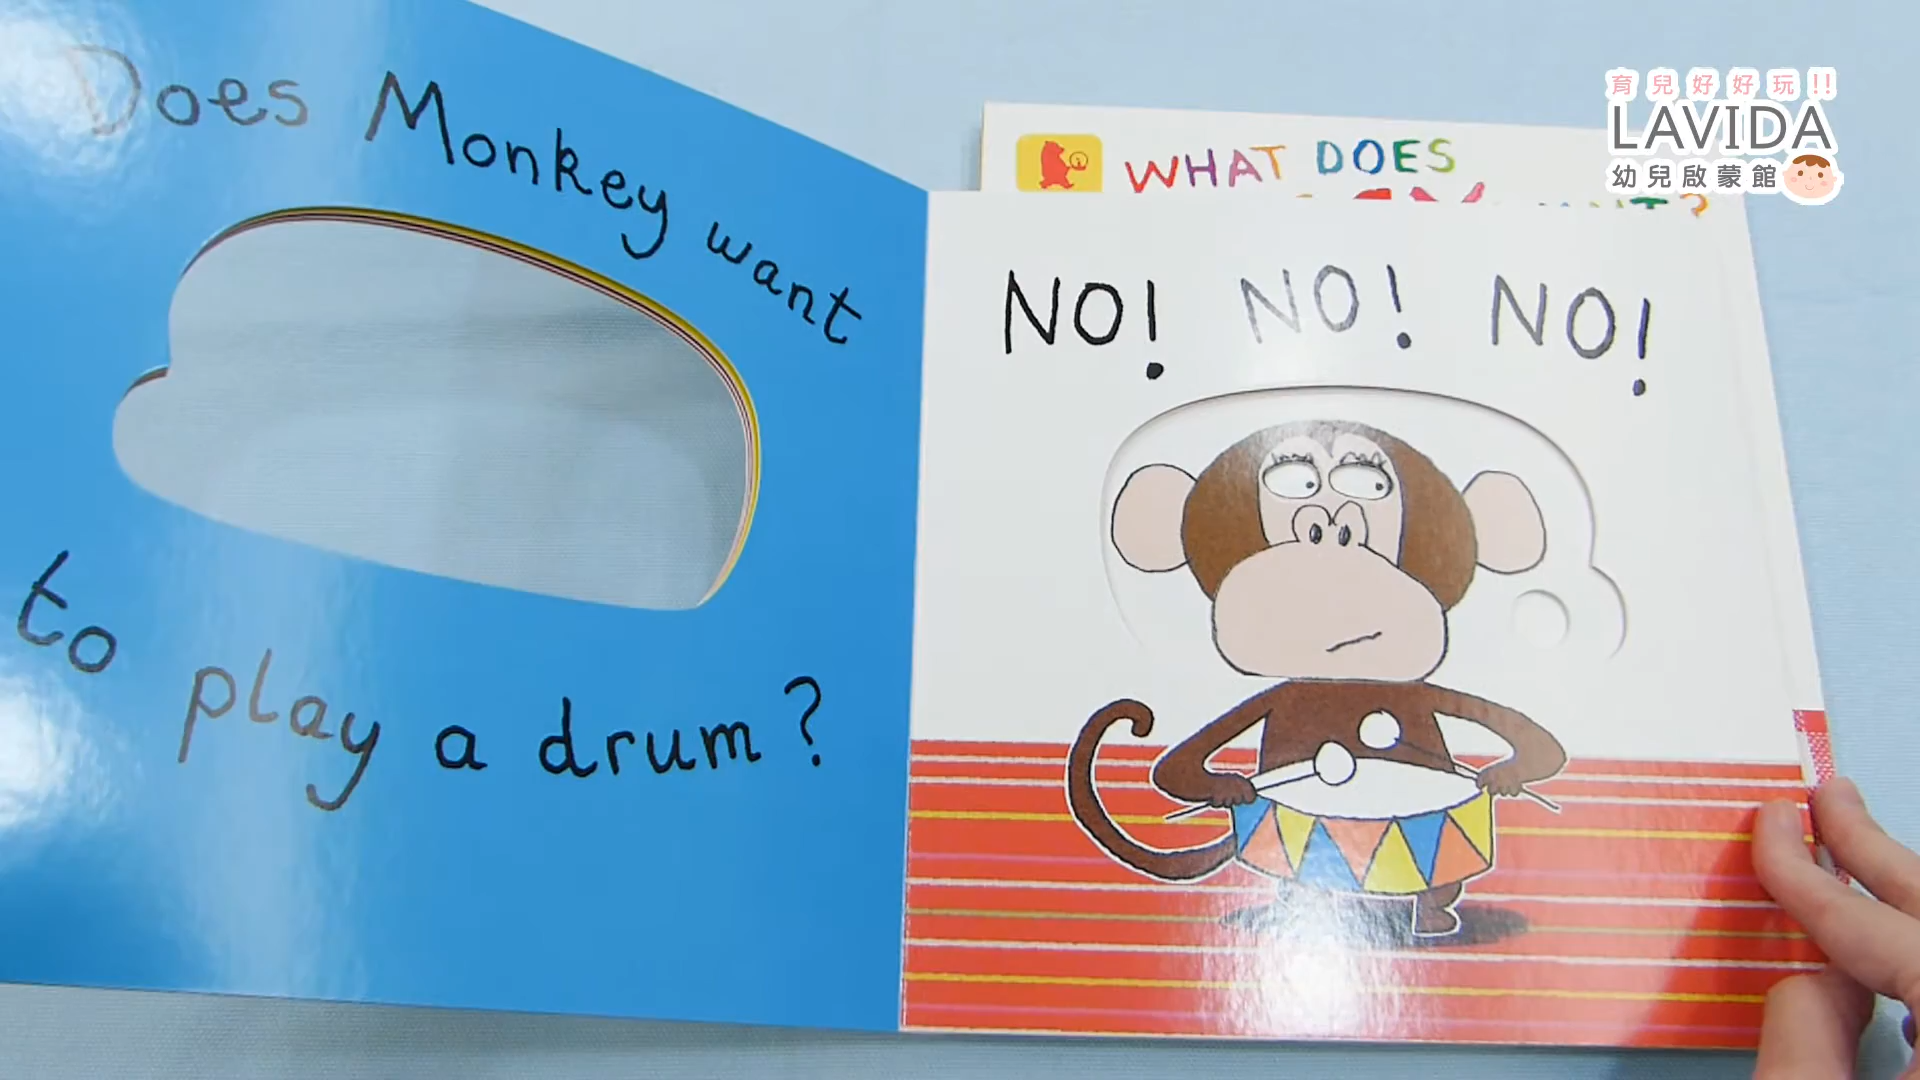 Does Monkey want
to play a drum?
WHAT DOES
NO! NO! NO!
育兒好好玩!!
LAVIDA
幼兒啟蒙館